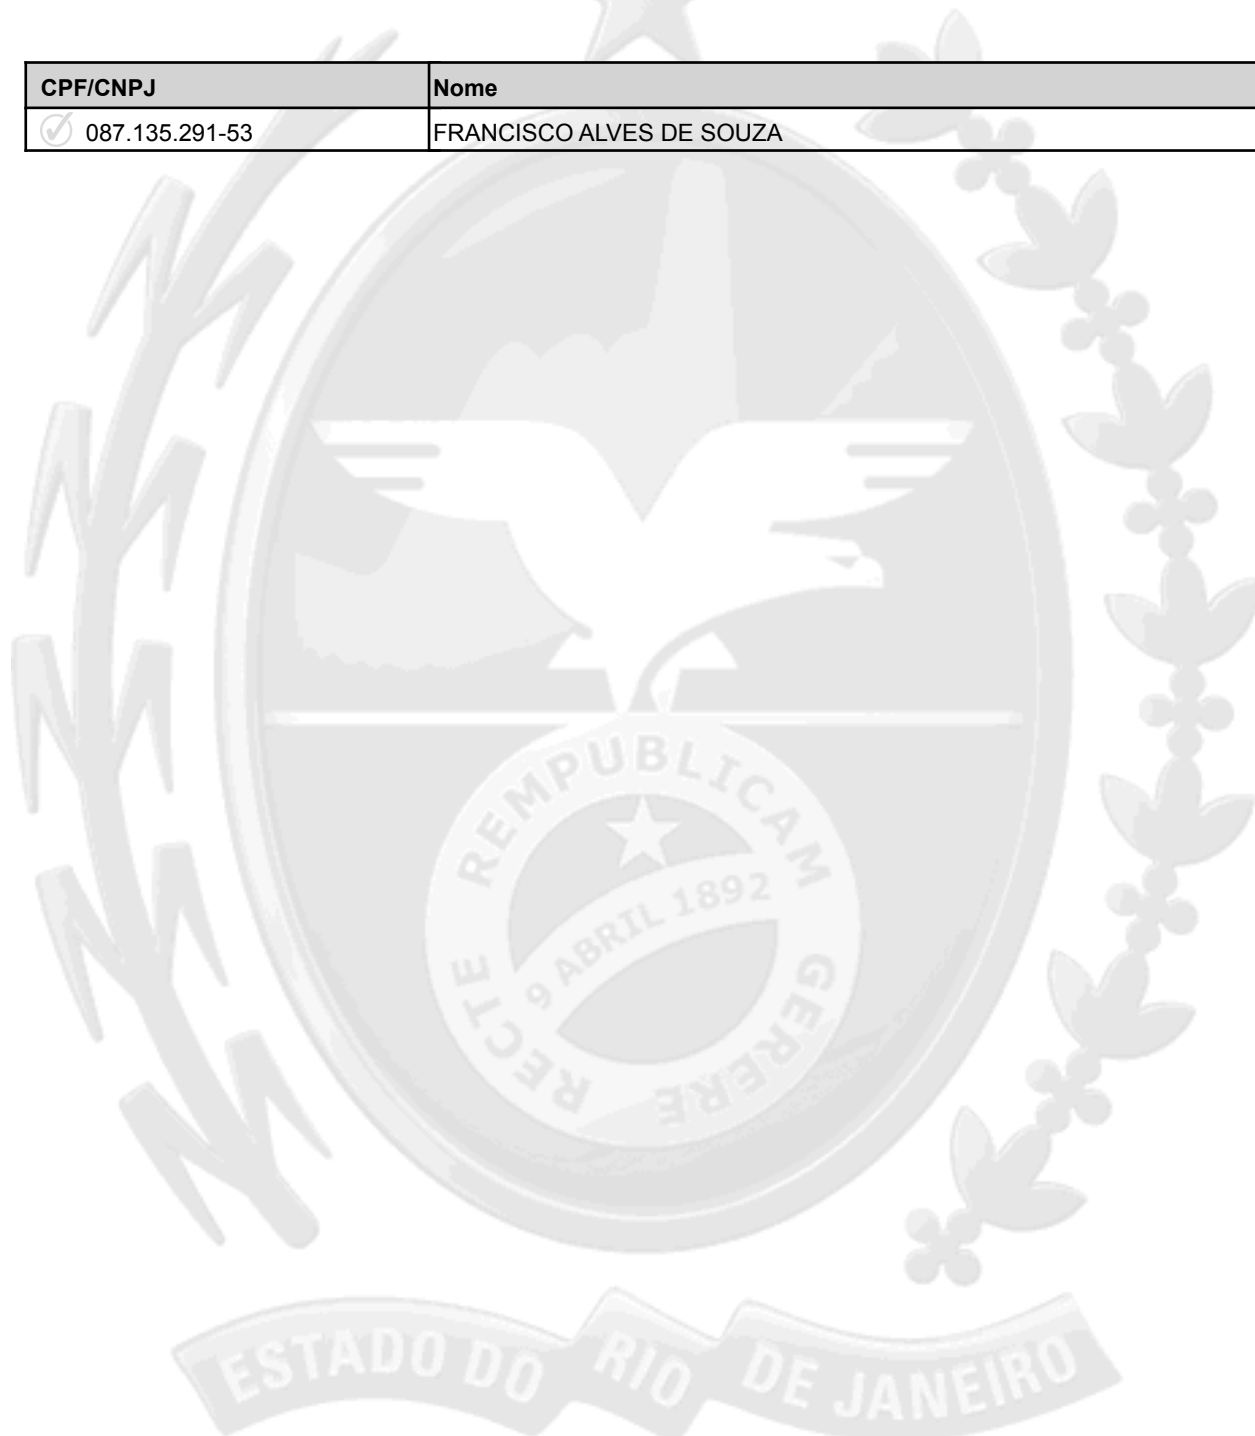 CPF/CNPJ Nome
087.135.291-53 FRANCISCO ALVES DE SOUZA
REMPUBLICAM
9 ABRIL 1892
RECTE GERERE
ESTADO DO RIO DE JANEIRO